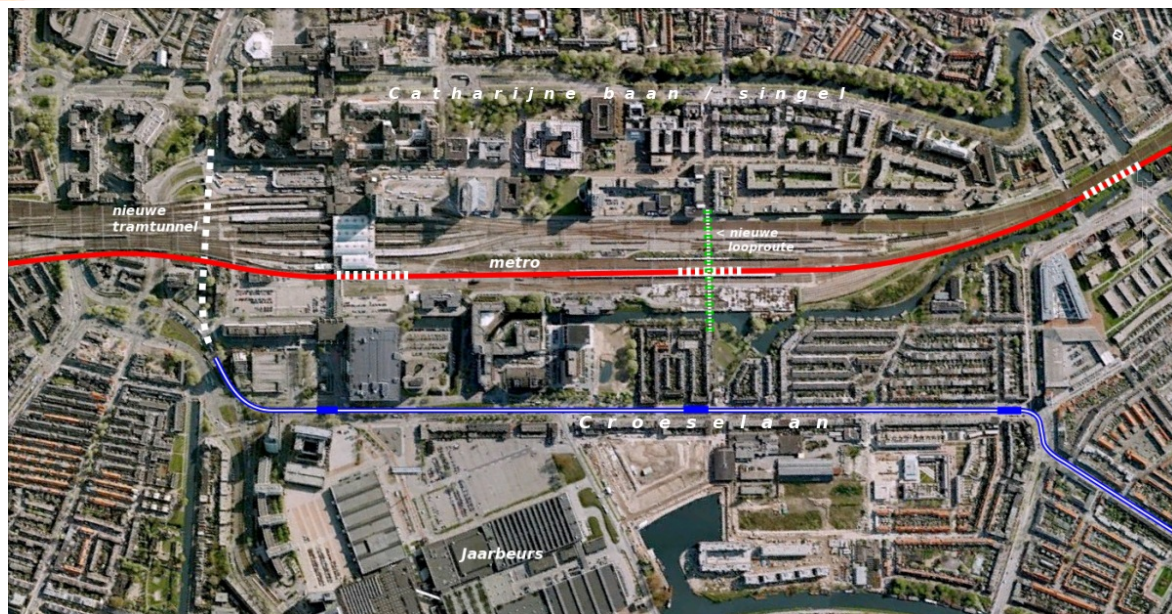 Catharijne baan / singel
nieuwe
tramtunnel
< nieuwe
looproute
metro
Croeselaan
Jaarbeurs